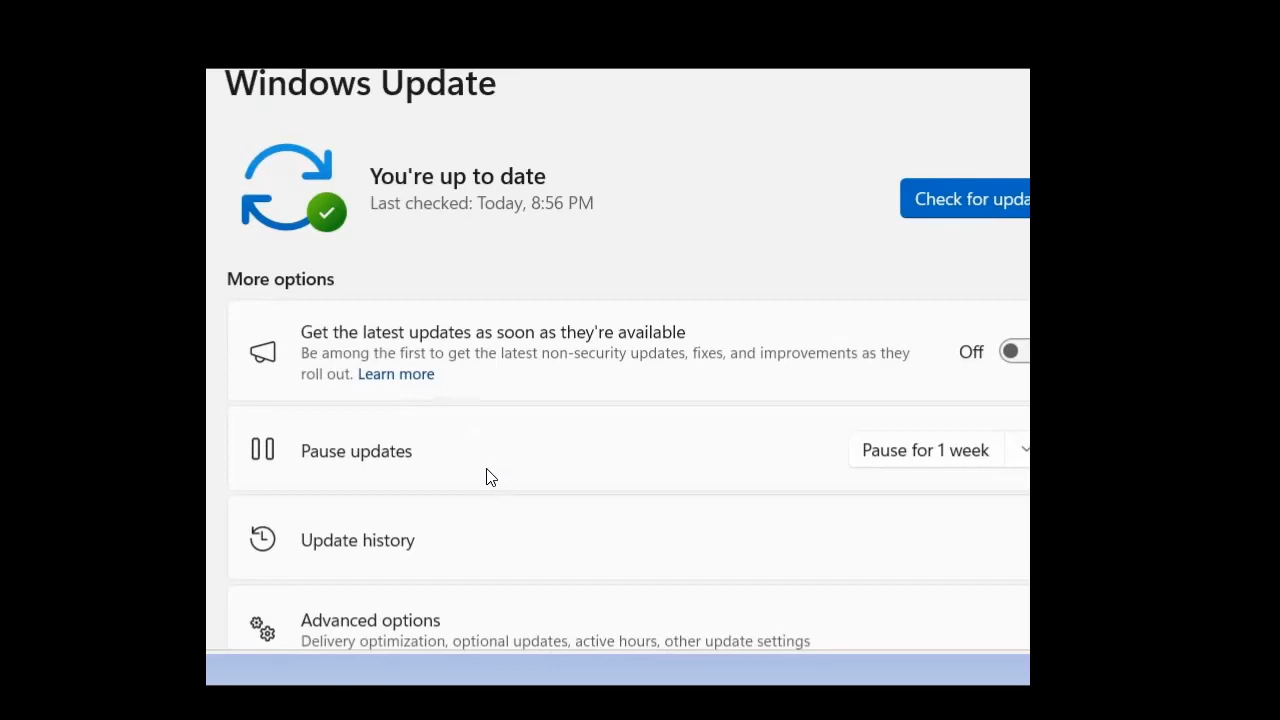 Windows Update
You're up to date
Last checked: Today, 8:56 PM
Check for upda
More options
Get the latest updates as soon as they're available
Be among the first to get the latest non-security updates, fixes, and improvements as they
roll out. Learn more
Off
Pause updates
Pause for 1 week
Update history
Advanced options
Delivery optimization, optional updates, active hours, other update settings